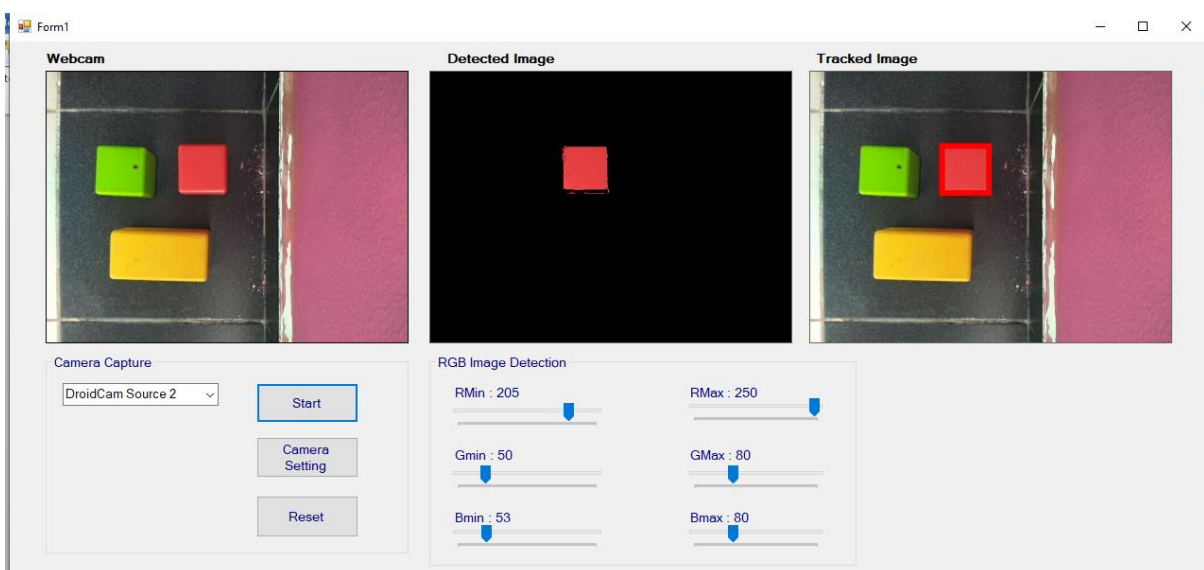 Form1
Webcam
Detected Image
Tracked Image
Camera Capture
DroidCam Source 2
Start
Camera
Setting
Reset
RGB Image Detection
RMin : 205
RMax : 250
Gmin : 50
GMax : 80
Bmin : 53
Bmax : 80